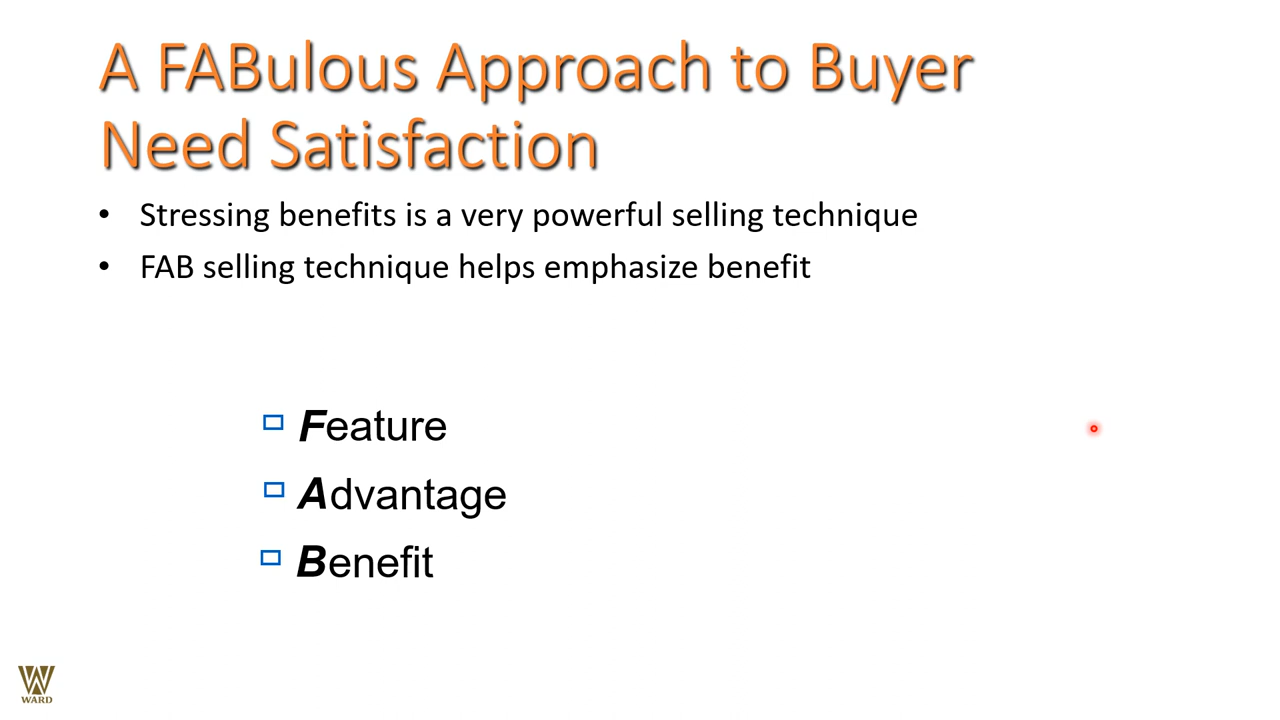 A FABulous Approach to Buyer
Need Satisfaction
• Stressing benefits is a very powerful selling technique
• FAB selling technique helps emphasize benefit
Feature
Advantage
Benefit
WARD